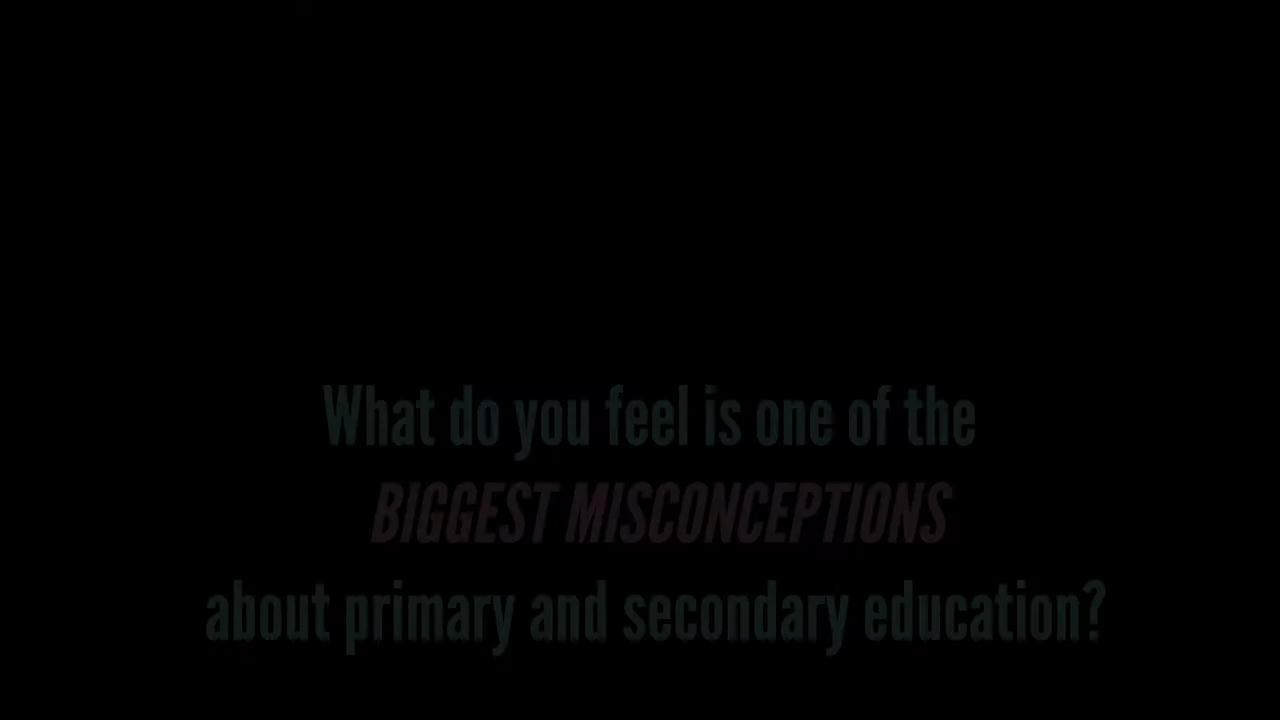 What do you feel is one of the
BIGGEST MISCONCEPTIONS
about primary and secondary education?